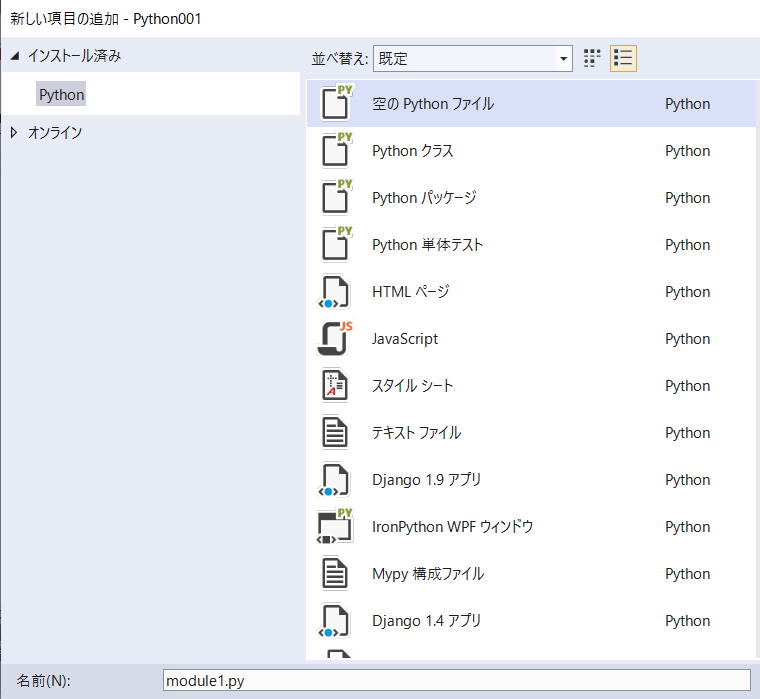 新しい項目の追加 - Python001
インストール済み
並べ替え: 既定
Python
オンライン
PY 空の Python ファイル Python
PY Python クラス Python
PY Python パッケージ Python
PY Python 単体テスト Python
HTML ページ Python
JS JavaScript Python
スタイル シート Python
テキスト ファイル Python
Django 1.9 アプリ Python
PY IronPython WPF ウィンドウ Python
Mypy 構成ファイル Python
Django 1.4 アプリ Python
名前(N): module1.py